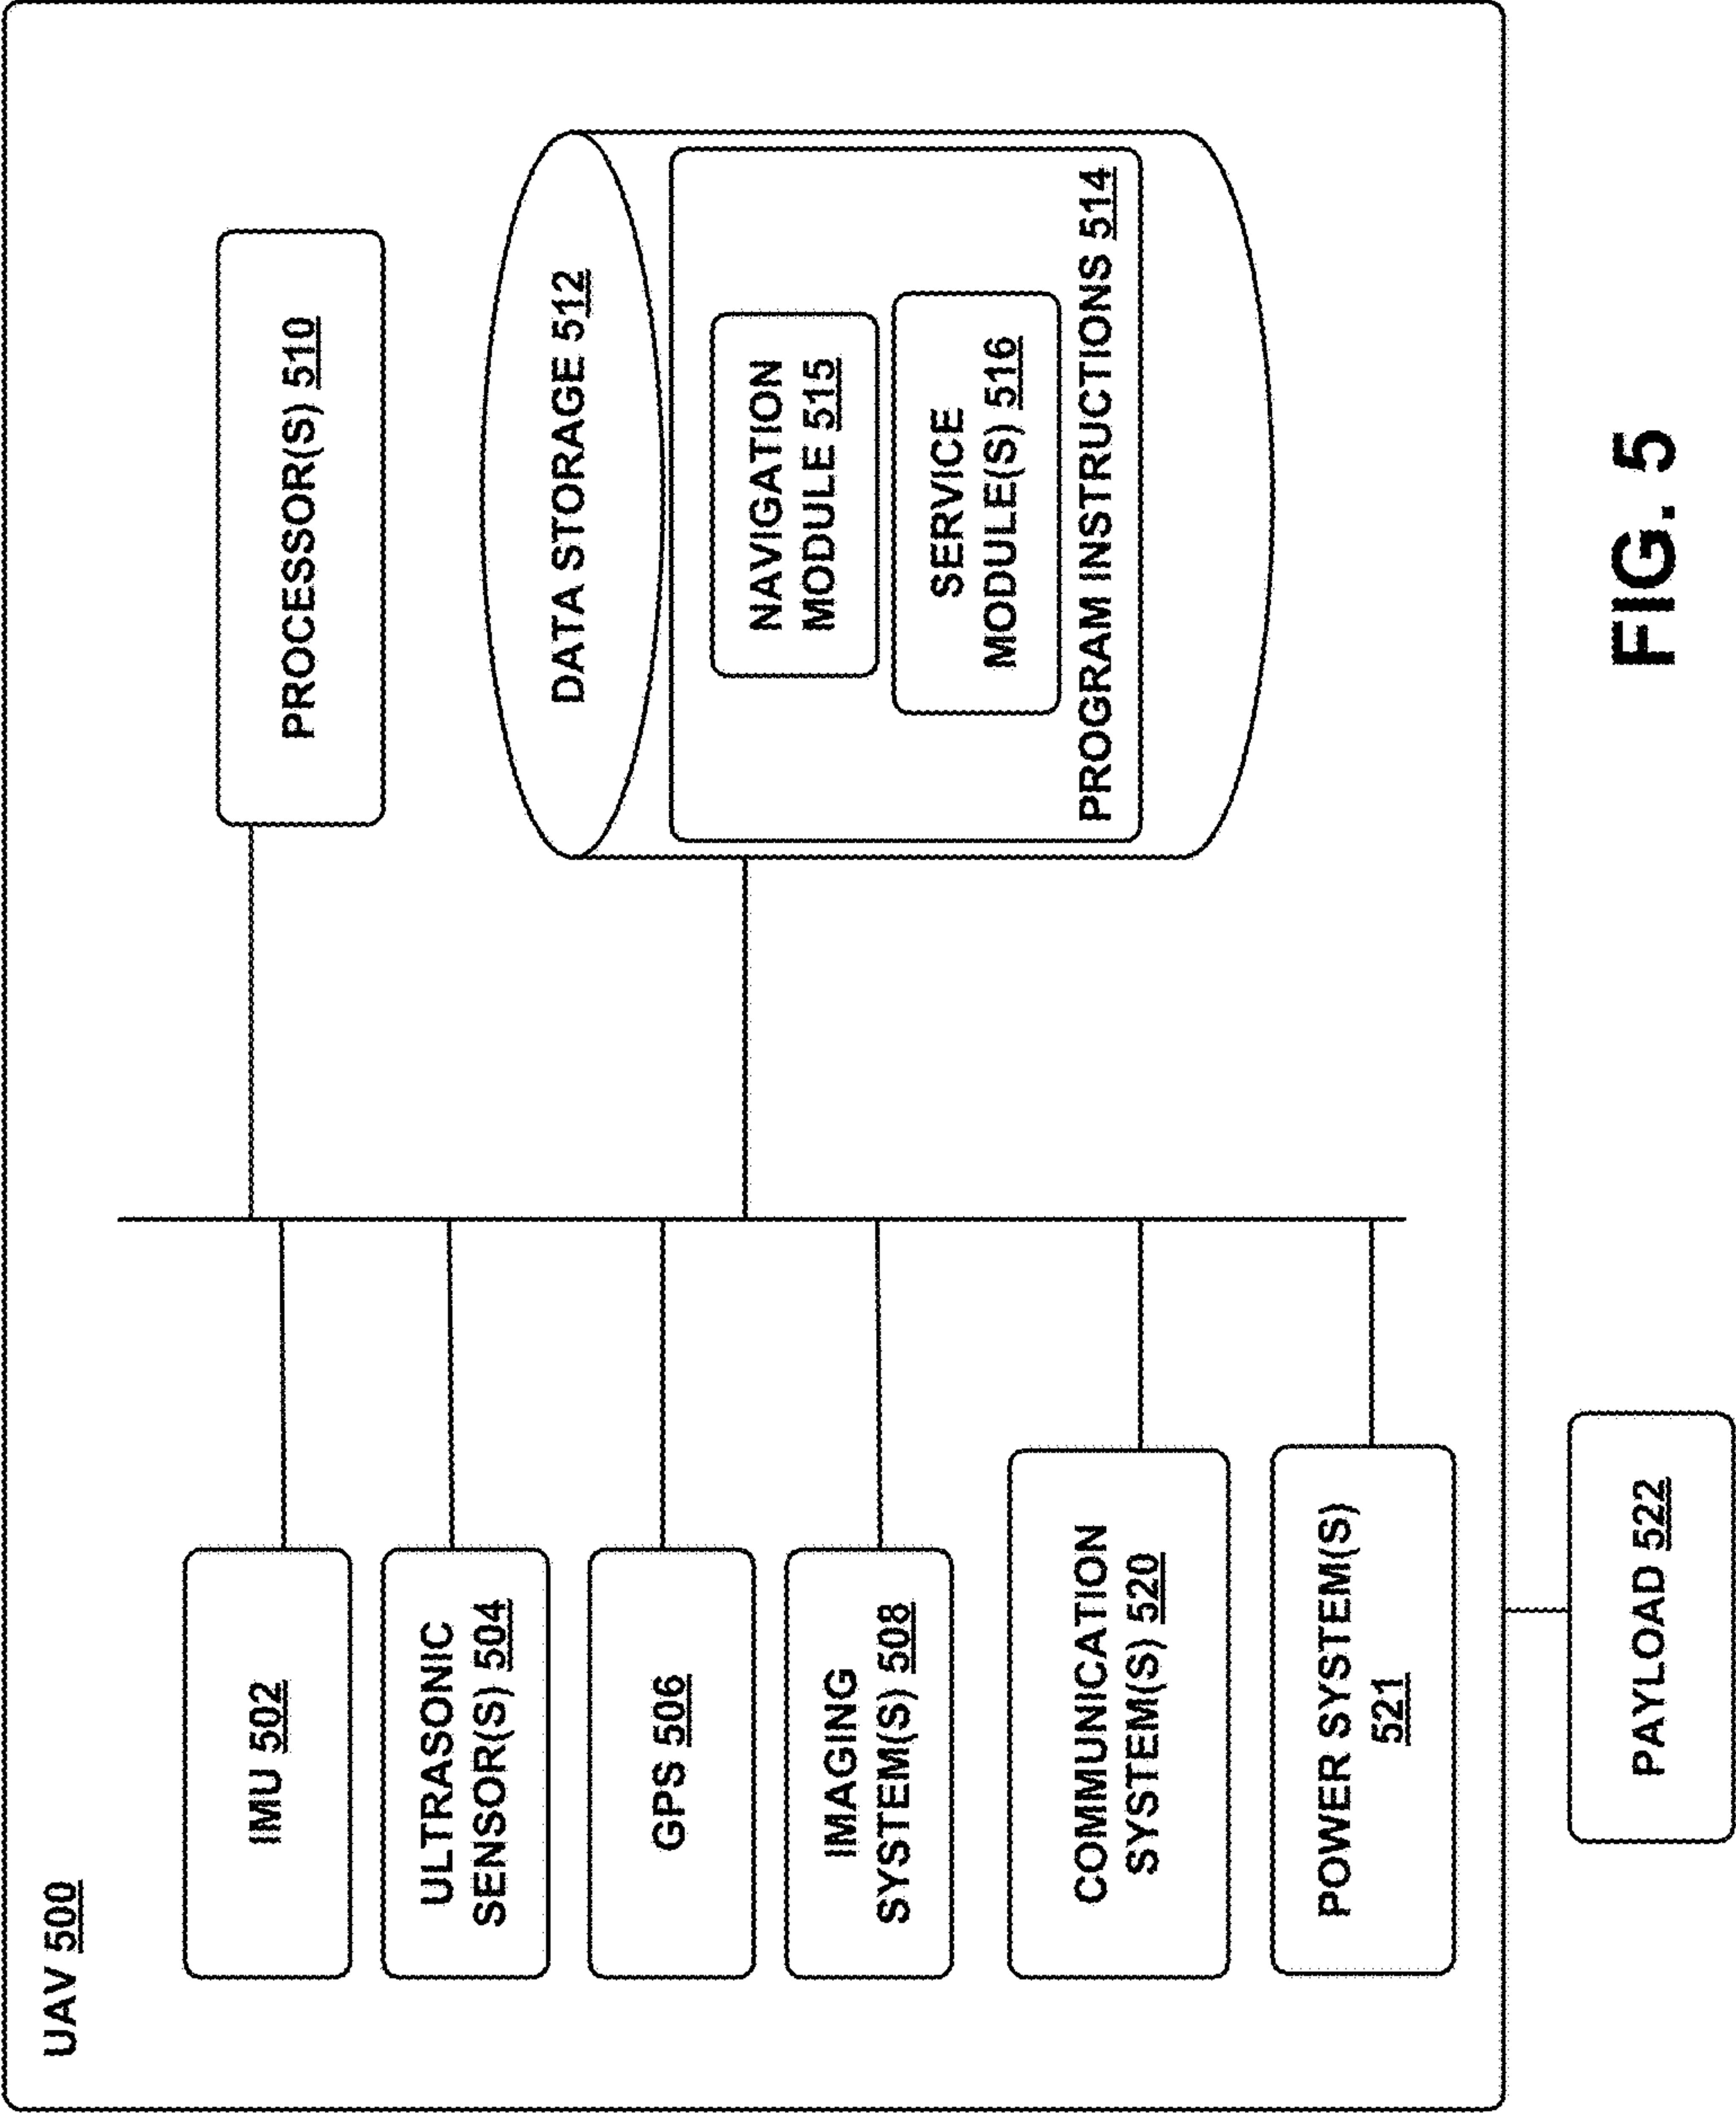 UAV 500
IMU 502
ULTRASONIC
SENSOR(S) 504
GPS 506
IMAGING
SYSTEM(S) 508
COMMUNICATION
SYSTEM(S) 520
POWER SYSTEM(S)
521
PROCESSOR(S) 510
DATA STORAGE 512
NAVIGATION
MODULE 515
SERVICE
MODULE(S) 516
PROGRAM INSTRUCTIONS 514
PAYLOAD 522
FIG. 5